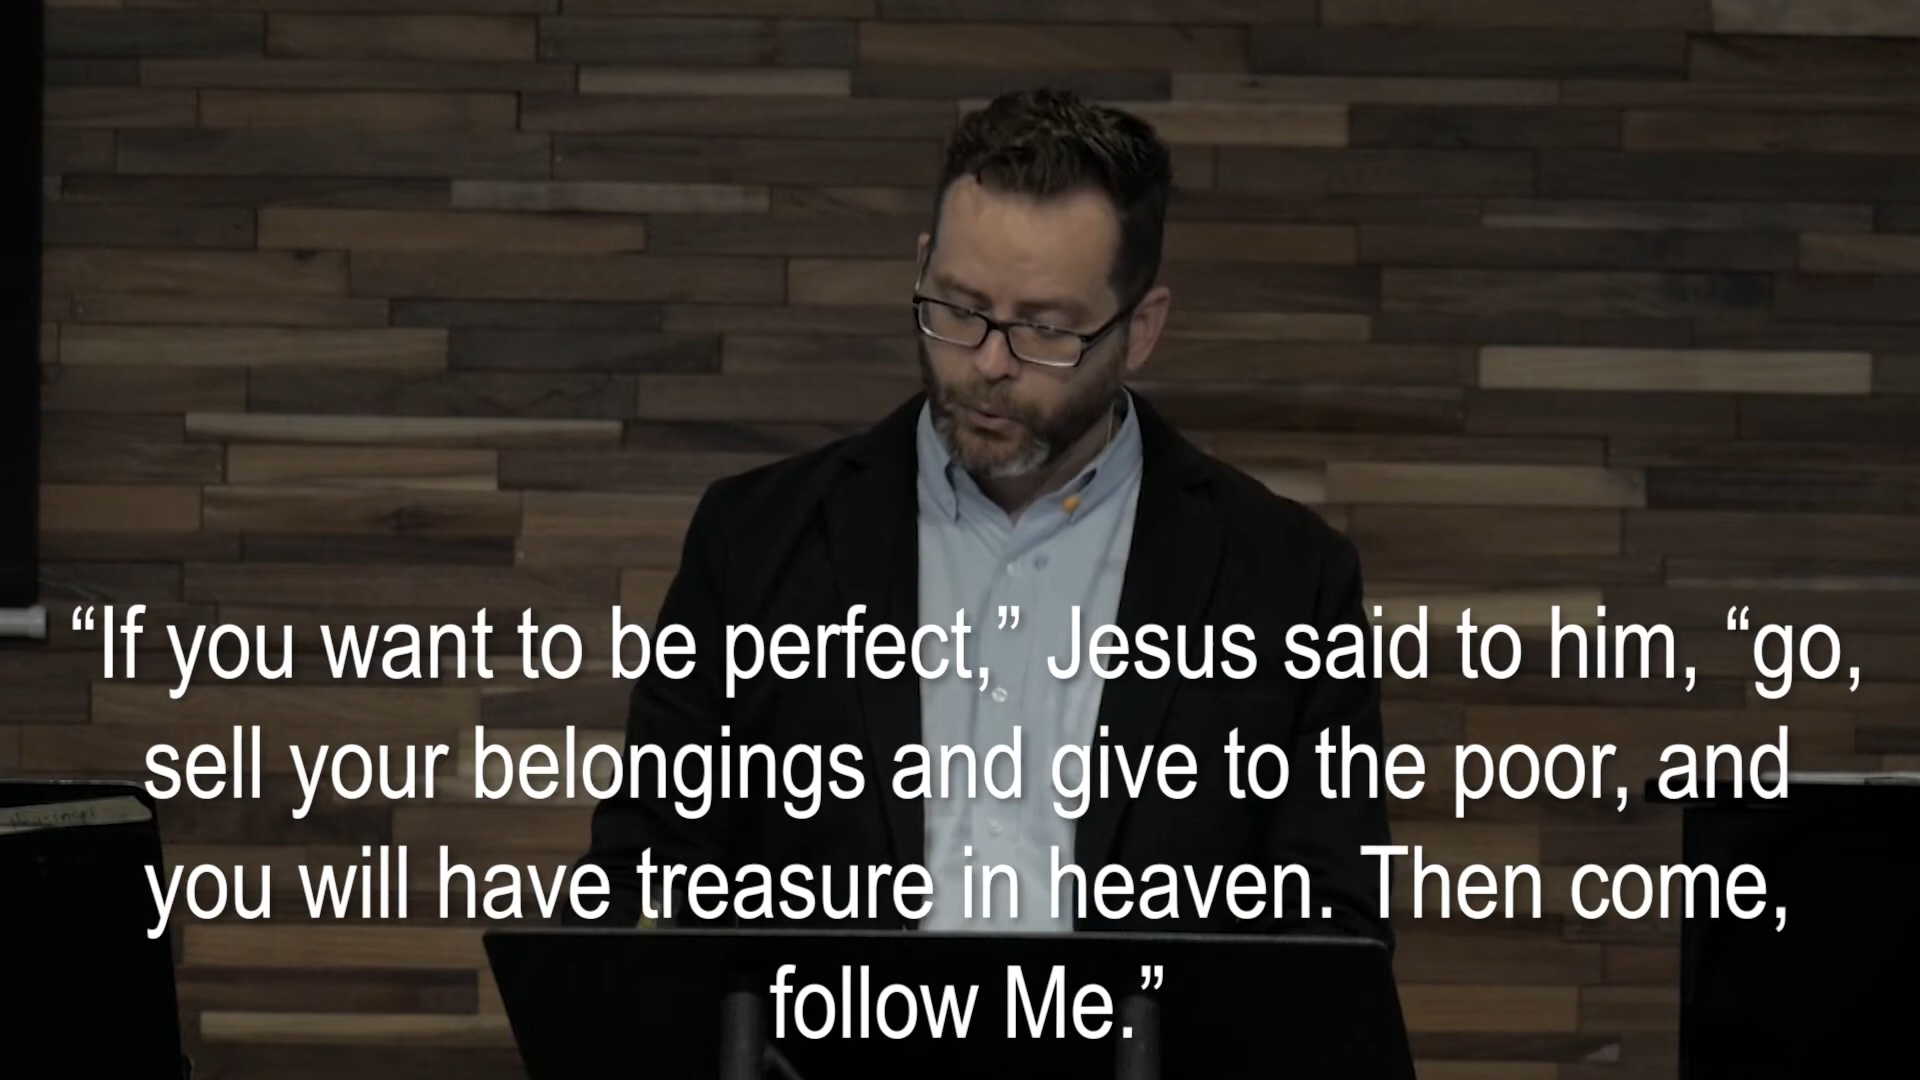 “If you want to be perfect,” Jesus said to him, “go,
sell your belongings and give to the poor, and
you will have treasure in heaven. Then come,
follow Me.”